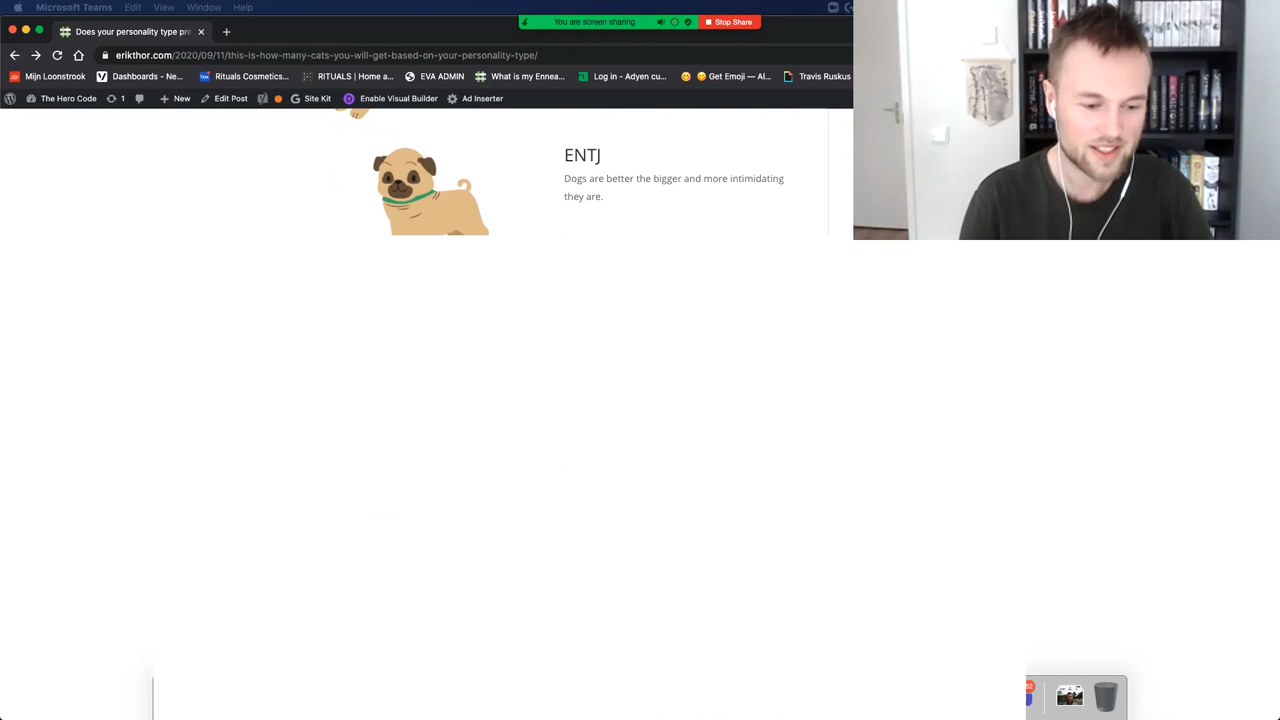 Microsoft Teams Edit View Window Help
You are screen sharing Stop Share
Does your personality type pre
erikthor.com/2020/09/11/this-is-how-many-cats-you-will-get-based-on-your-personality-type/
Mijn Loonstrook Dashboards - Ne... Rituals Cosmetic... RITUALS | Home a... EVA ADMIN What is my Ennea... Log in - Adyen cu... Get Emoji — Al... Travis Ruskus
The Hero Code 1 New Edit Post Site Kit Enable Visual Builder Ad Inserter
ENTJ
Dogs are better the bigger and more intimidating
they are.